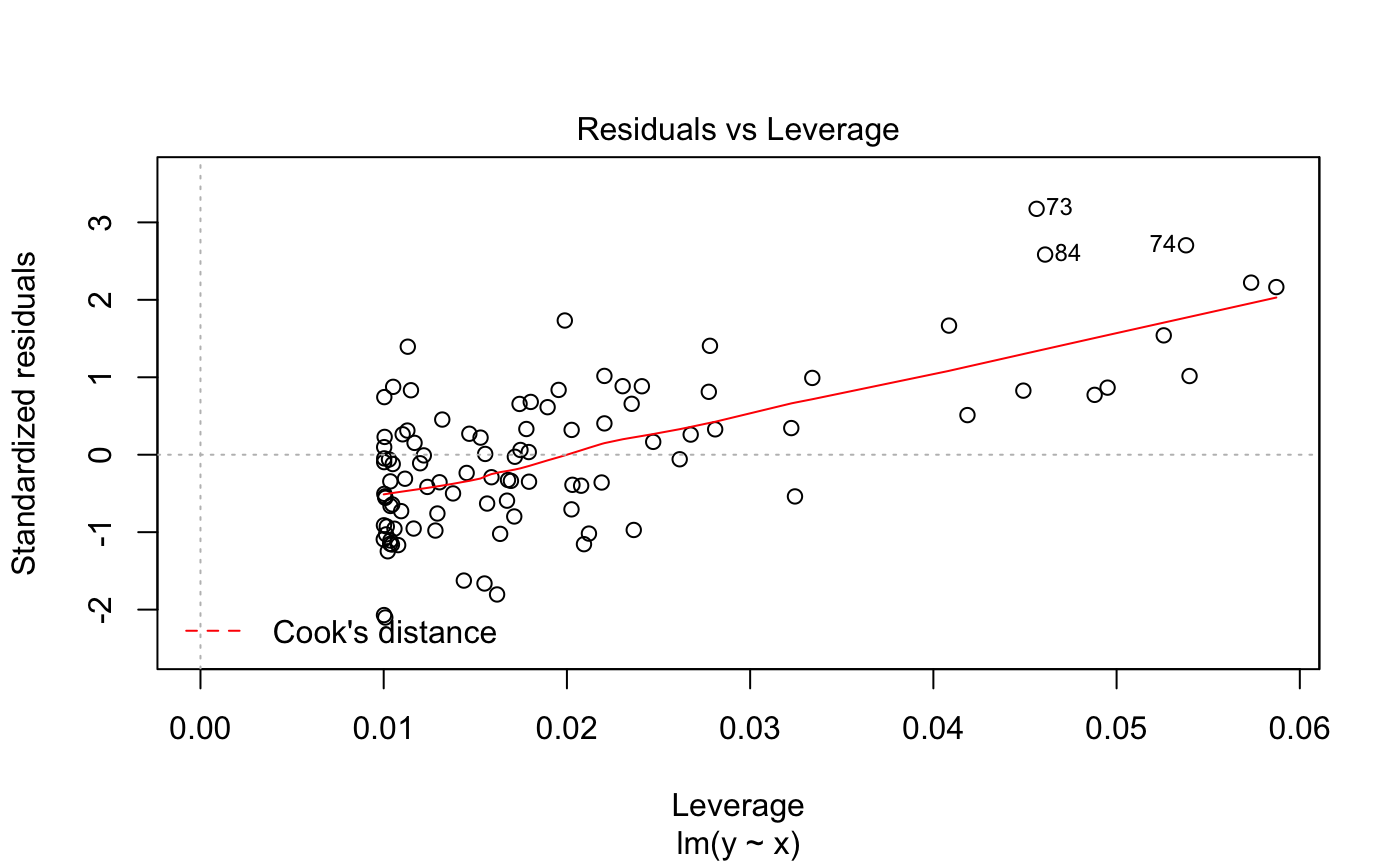 Residuals vs Leverage
Standardized residuals
3
2
1
0
-1
-2
73
84
74
Cook's distance
0.00 0.01 0.02 0.03 0.04 0.05 0.06
Leverage
lm(y ~ x)